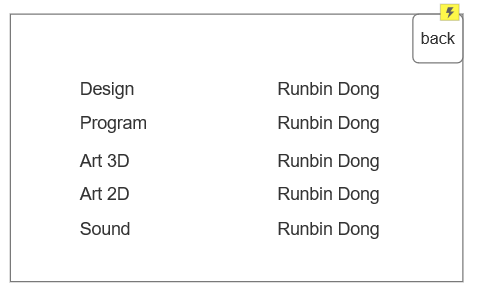 back
Design Runbin Dong
Program Runbin Dong
Art 3D Runbin Dong
Art 2D Runbin Dong
Sound Runbin Dong